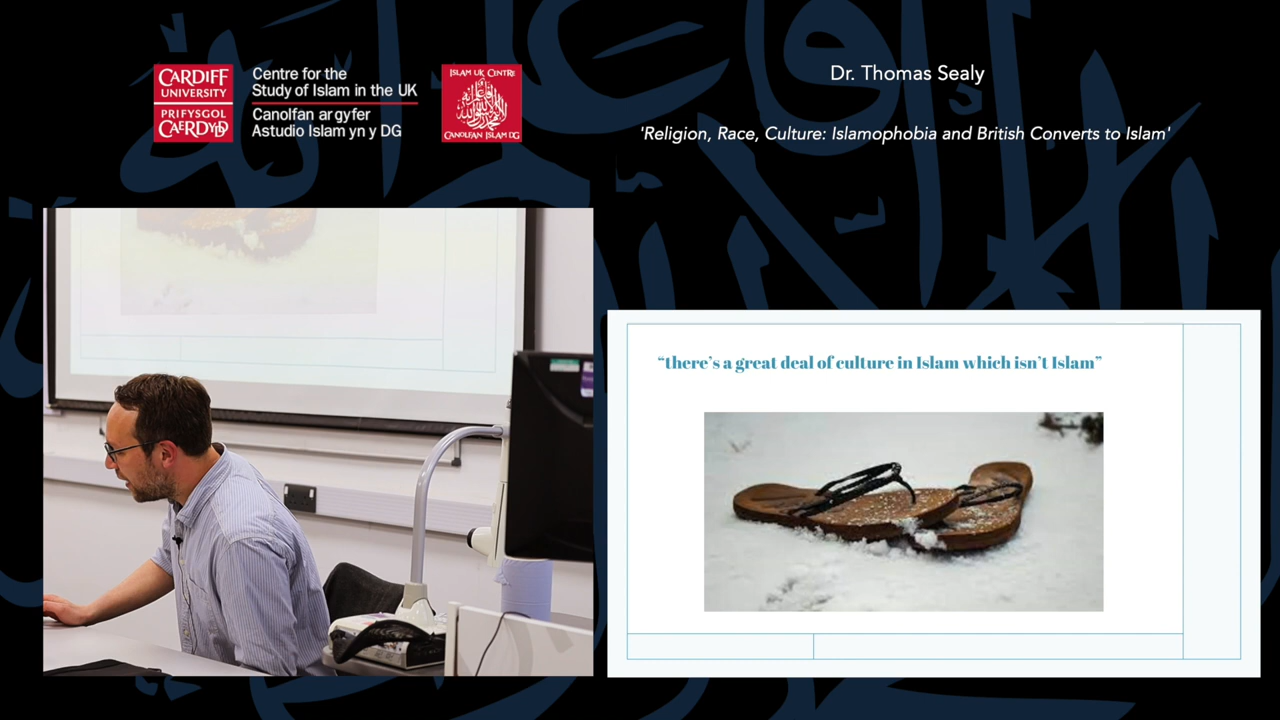 CARDIFF
UNIVERSITY
PRIFYSGOL
CAERDYDD
Centre for the
Study of Islam in the UK
Canolfan ar gyfer
Astudio Islam yn y DG
ISLAM UK CENTRE
CANOLFAN ISLAM DG
Dr. Thomas Sealy
'Religion, Race, Culture: Islamophobia and British Converts to Islam'
“there’s a great deal of culture in Islam which isn’t Islam”